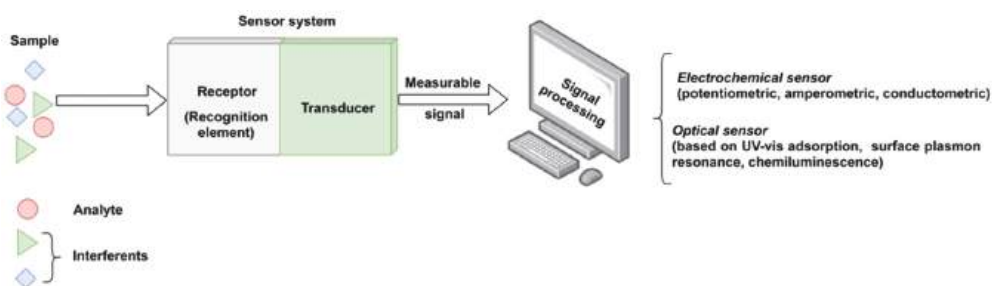 Sensor system
Sample
Receptor
(Recognition
element)
Transducer
Measurable
signal
Signal
processing
Electrochemical sensor
(potentiometric, amperometric, conductometric)
Optical sensor
(based on UV-vis adsorption, surface plasmon
resonance, chemiluminescence)
Analyte
Interferents